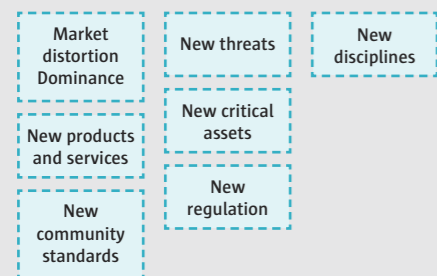 Market
distortion
Dominance
New products
and services
New
community
standards
New threats
New critical
assets
New
regulation
New
disciplines